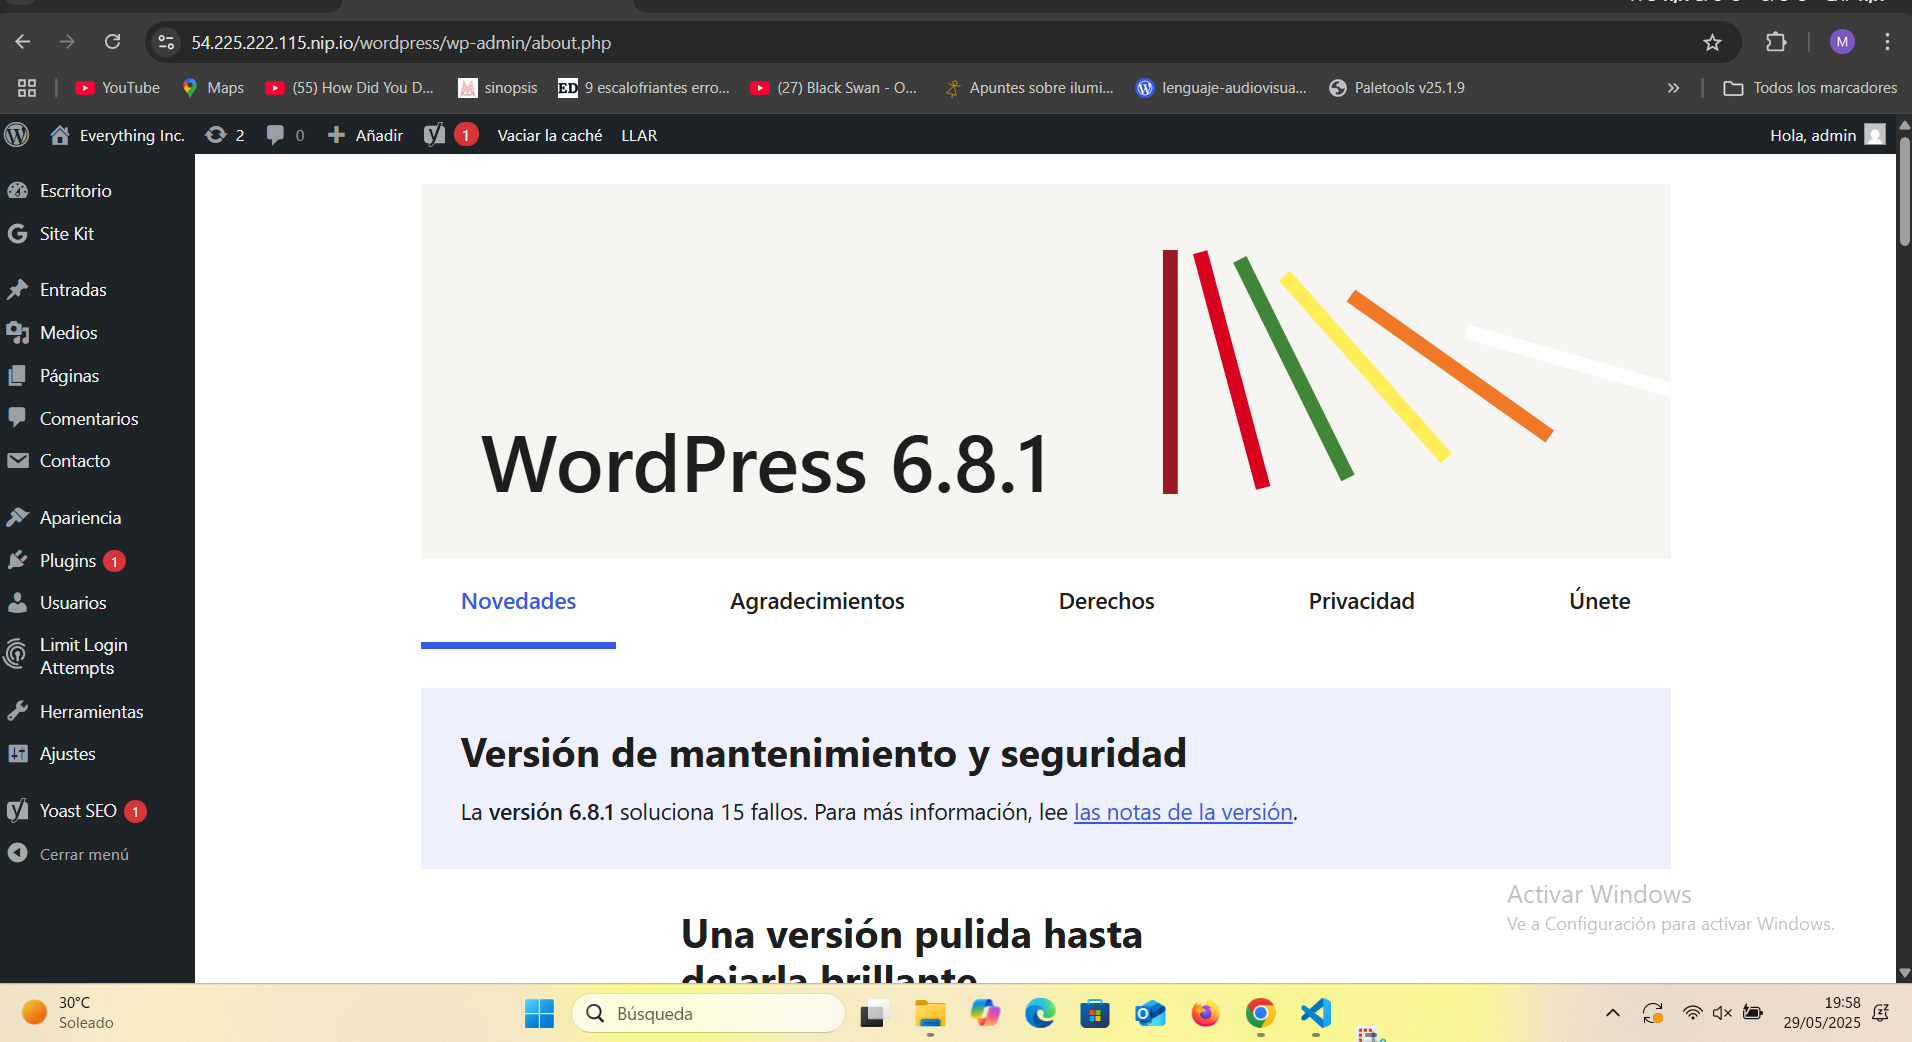 54.225.222.115.nip.io/wordpress/wp-admin/about.php
M
YouTube
Maps
(55) How Did You D...
sinopsis
ED 9 escalofriantes erro...
(27) Black Swan - O...
Apuntes sobre ilumi...
lenguaje-audiovisua...
Paletools v25.1.9
»
Todos los marcadores
Everything Inc.
2
0
Añadir
1
Vaciar la caché
LLAR
Hola, admin
Escritorio
Site Kit
Entradas
Medios
Páginas
Comentarios
Contacto
Apariencia
Plugins 1
Usuarios
Limit Login
Attempts
Herramientas
Ajustes
Yoast SEO 1
Cerrar menú
WordPress 6.8.1
Novedades
Agradecimientos
Derechos
Privacidad
Únete
Versión de mantenimiento y seguridad
La versión 6.8.1 soluciona 15 fallos. Para más información, lee las notas de la versión.
Una versión pulida hasta
dejarla brillante
Activar Windows
Ve a Configuración para activar Windows.
30°C
Soleado
Búsqueda
19:58
29/05/2025